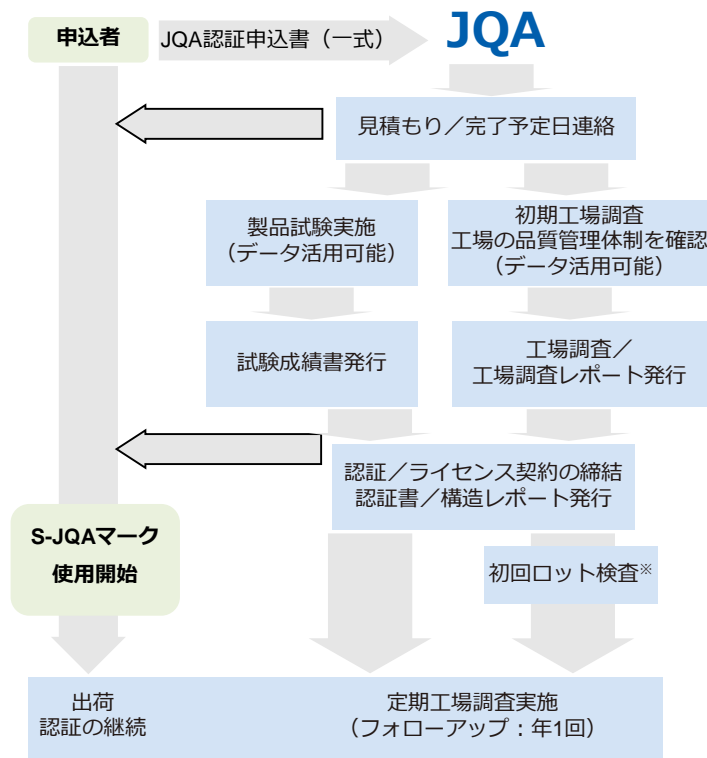 申込者
JQA認証申込書（一式）
JQA
見積もり／完了予定日連絡
製品試験実施
（データ活用可能）
初期工場調査
工場の品質管理体制を確認
（データ活用可能）
試験成績書発行
工場調査／
工場調査レポート発行
認証／ライセンス契約の締結
認証書／構造レポート発行
S-JQAマーク
使用開始
初回ロット検査※
出荷
認証の継続
定期工場調査実施
（フォローアップ：年1回）